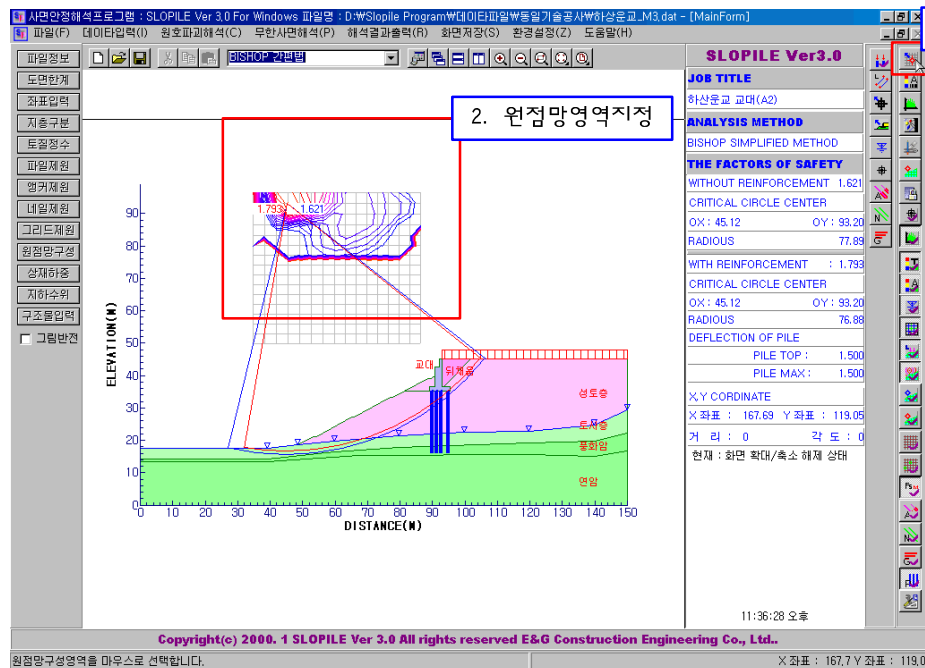 사면안정해석프로그램 : SLOPILE Ver 3,0 For Windows 파일명 : D:₩Slopile Program₩데이타파일₩동일기술공사₩하상운교_M3,dat - [MainForm]
파일(F) 데이타입력(I) 원호파괴해석(C) 무한사면해석(P) 해석결과출력(R) 화면저장(S) 환경설정(Z) 도움말(H)
파일정보
도면한계
좌표입력
지층구분
토질정수
파일제원
앵커제원
네일제원
그리드제원
원점망구성
상재하중
지하수위
구조물입력
그림반전
BISHOP 간편법
2. 원점망영역지정
1.793
1.621
ELEVATION(M)
90
80
70
60
50
40
30
20
10
0
교대
뒤채움
성토층
토사층
풍화암
연암
0 10 20 30 40 50 60 70 80 90 100 110 120 130 140 150
DISTANCE(M)
SLOPILE Ver3.0
JOB TITLE
하산운교 교대(A2)
ANALYSIS METHOD
BISHOP SIMPLIFIED METHOD
THE FACTORS OF SAFETY
WITHOUT REINFORCEMENT 1.621
CRITICAL CIRCLE CENTER
OX : 45.12 OY : 93.20
RADIOUS 77.89
WITH REINFORCEMENT : 1.793
CRITICAL CIRCLE CENTER
OX : 45.12 OY : 93.20
RADIOUS 76.88
DEFLECTION OF PILE
PILE TOP : 1.500
PILE MAX : 1.500
X,Y CORDINATE
X 좌표 : 167.69 Y 좌표 : 119.05
거 리 : 0 각 도 : 0
현재 : 화면 확대/축소 해제 상태
11:36:28 오후
Copyright(c) 2000. 1 SLOPILE Ver 3.0 All rights reserved E&G Construction Engineering Co., Ltd..
원점망구성영역을 마우스로 선택합니다.
X 좌표 : 167,7 Y 좌표 : 119,0